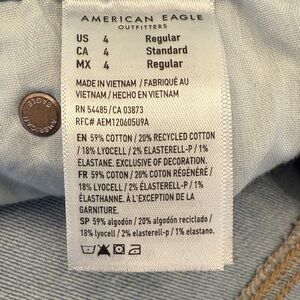 AMERICAN EAGLE
OUTFITTERS
US 4 Regular
CA 4 Standard
MX 4 Regular
MADE IN VIETNAM / FABRIQUÉ AU
VIETNAM / HECHO EN VIETNAM
RN 54485/CA 03873
RFC# AEM120605U9A
EN 59% COTTON / 20% RECYCLED COTTON
/ 18% LYOCELL / 2% ELASTERELL-P / 1%
ELASTANE. EXCLUSIVE OF DECORATION.
FR 59% COTON / 20% COTON RÉGÉNÉRÉ
/ 18% LYOCELL / 2% ÉLASTERELL-P / 1%
ÉLASTHANNE. À L'EXCEPTION DE LA
GARNITURE.
SP 59% algodón / 20% algodón reciclado /
18% lyocell / 2% elasterell-p / 1% elastano.
AMERICAN
EAGLE